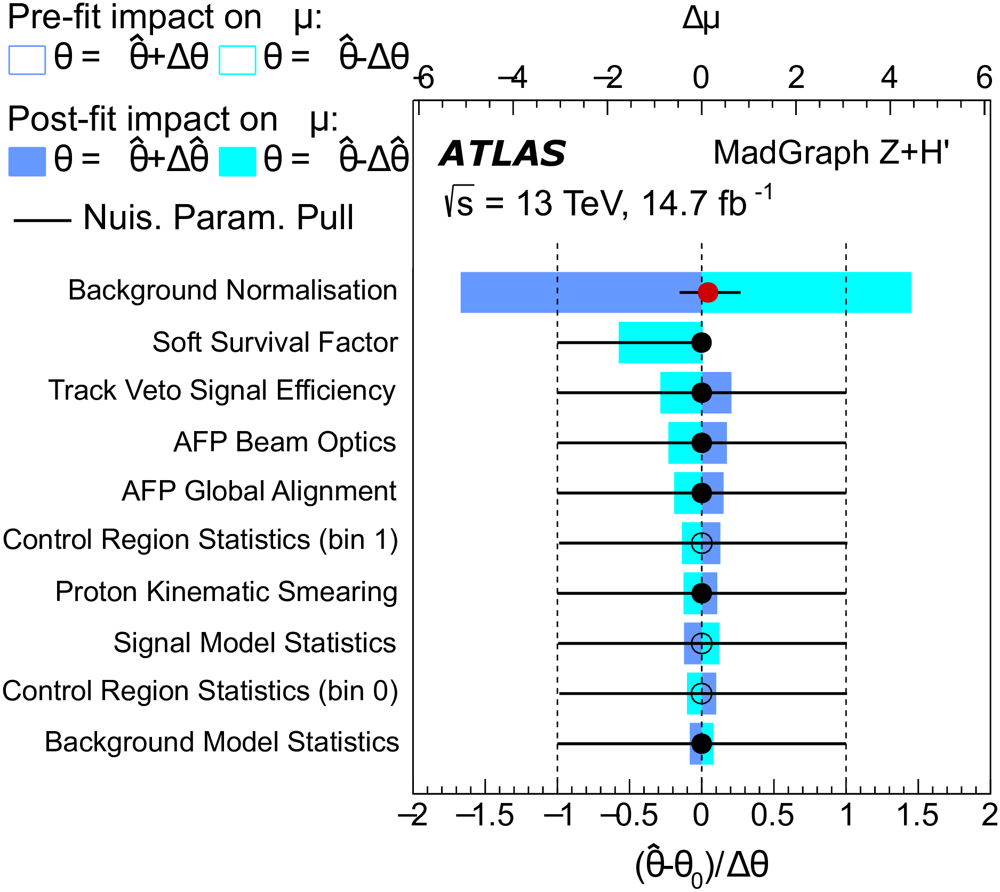 Pre-fit impact on μ:
θ = θ̂+Δθ θ = θ̂-Δθ
Post-fit impact on μ:
θ = θ̂+Δθ̂ θ = θ̂-Δθ̂
Nuis. Param. Pull
Δμ
−6 −4 −2 0 2 4 6
ATLAS MadGraph Z+H'
√s = 13 TeV, 14.7 fb⁻¹
Background Normalisation
Soft Survival Factor
Track Veto Signal Efficiency
AFP Beam Optics
AFP Global Alignment
Control Region Statistics (bin 1)
Proton Kinematic Smearing
Signal Model Statistics
Control Region Statistics (bin 0)
Background Model Statistics
−2 −1.5 −1 −0.5 0 0.5 1 1.5 2
(θ̂-θ₀)/Δθ